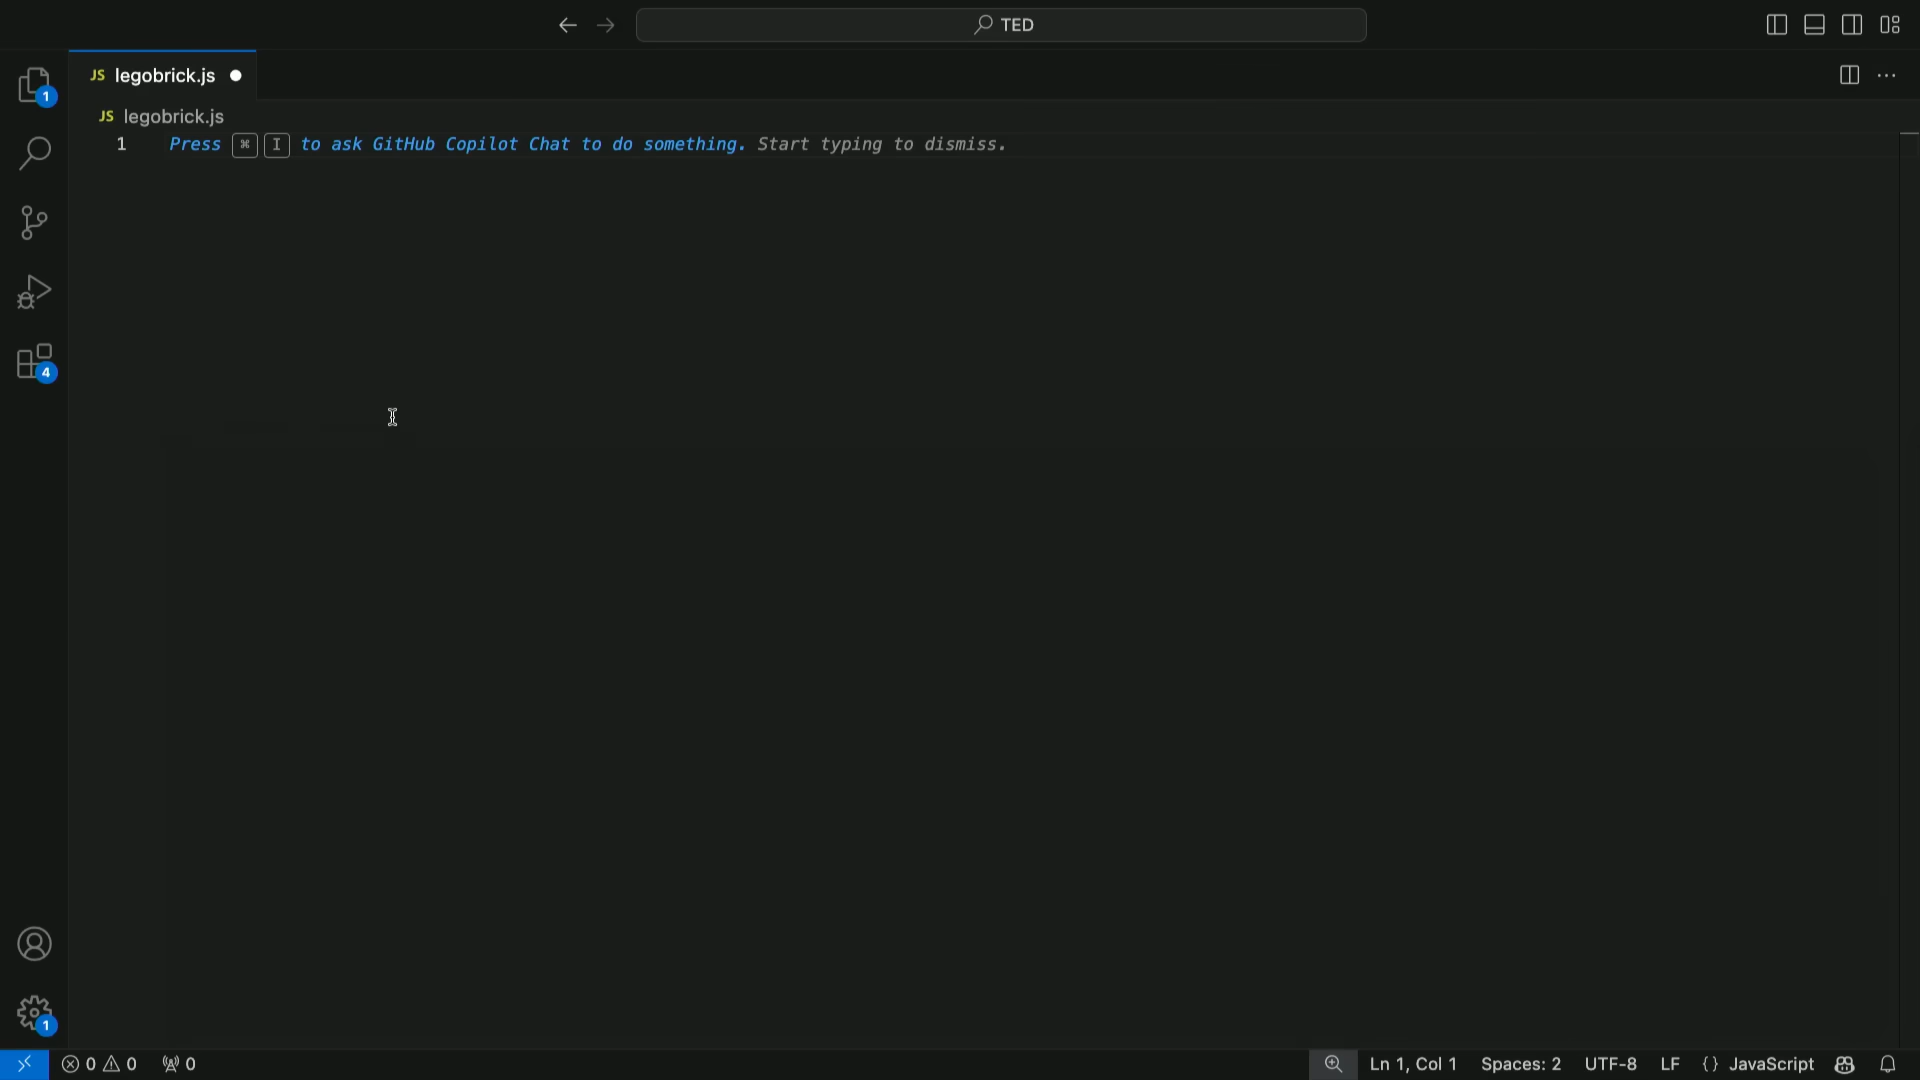 TED
JS legobrick.js
1
JS legobrick.js
1 Press ⌘ I to ask GitHub Copilot Chat to do something. Start typing to dismiss.
4
1
0 0 0 Ln 1, Col 1 Spaces: 2 UTF-8 LF {} JavaScript